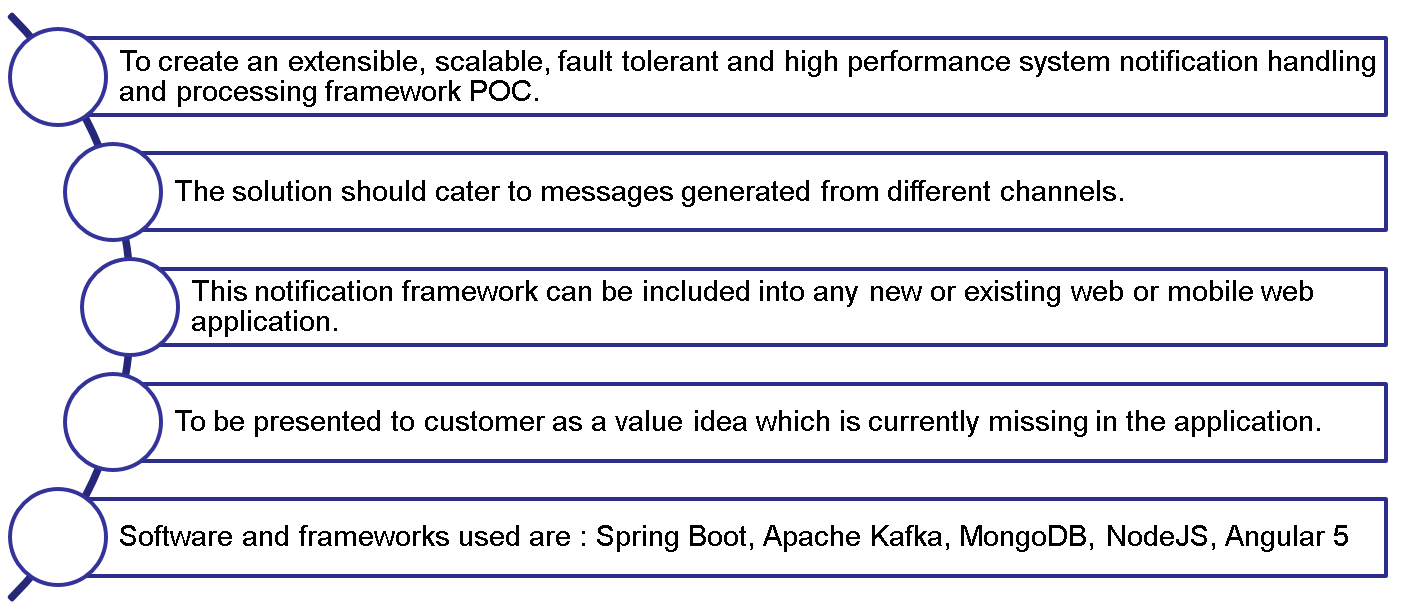 To create an extensible, scalable, fault tolerant and high performance system notification handling
and processing framework POC.
The solution should cater to messages generated from different channels.
This notification framework can be included into any new or existing web or mobile web
application.
To be presented to customer as a value idea which is currently missing in the application.
Software and frameworks used are : Spring Boot, Apache Kafka, MongoDB, NodeJS, Angular 5